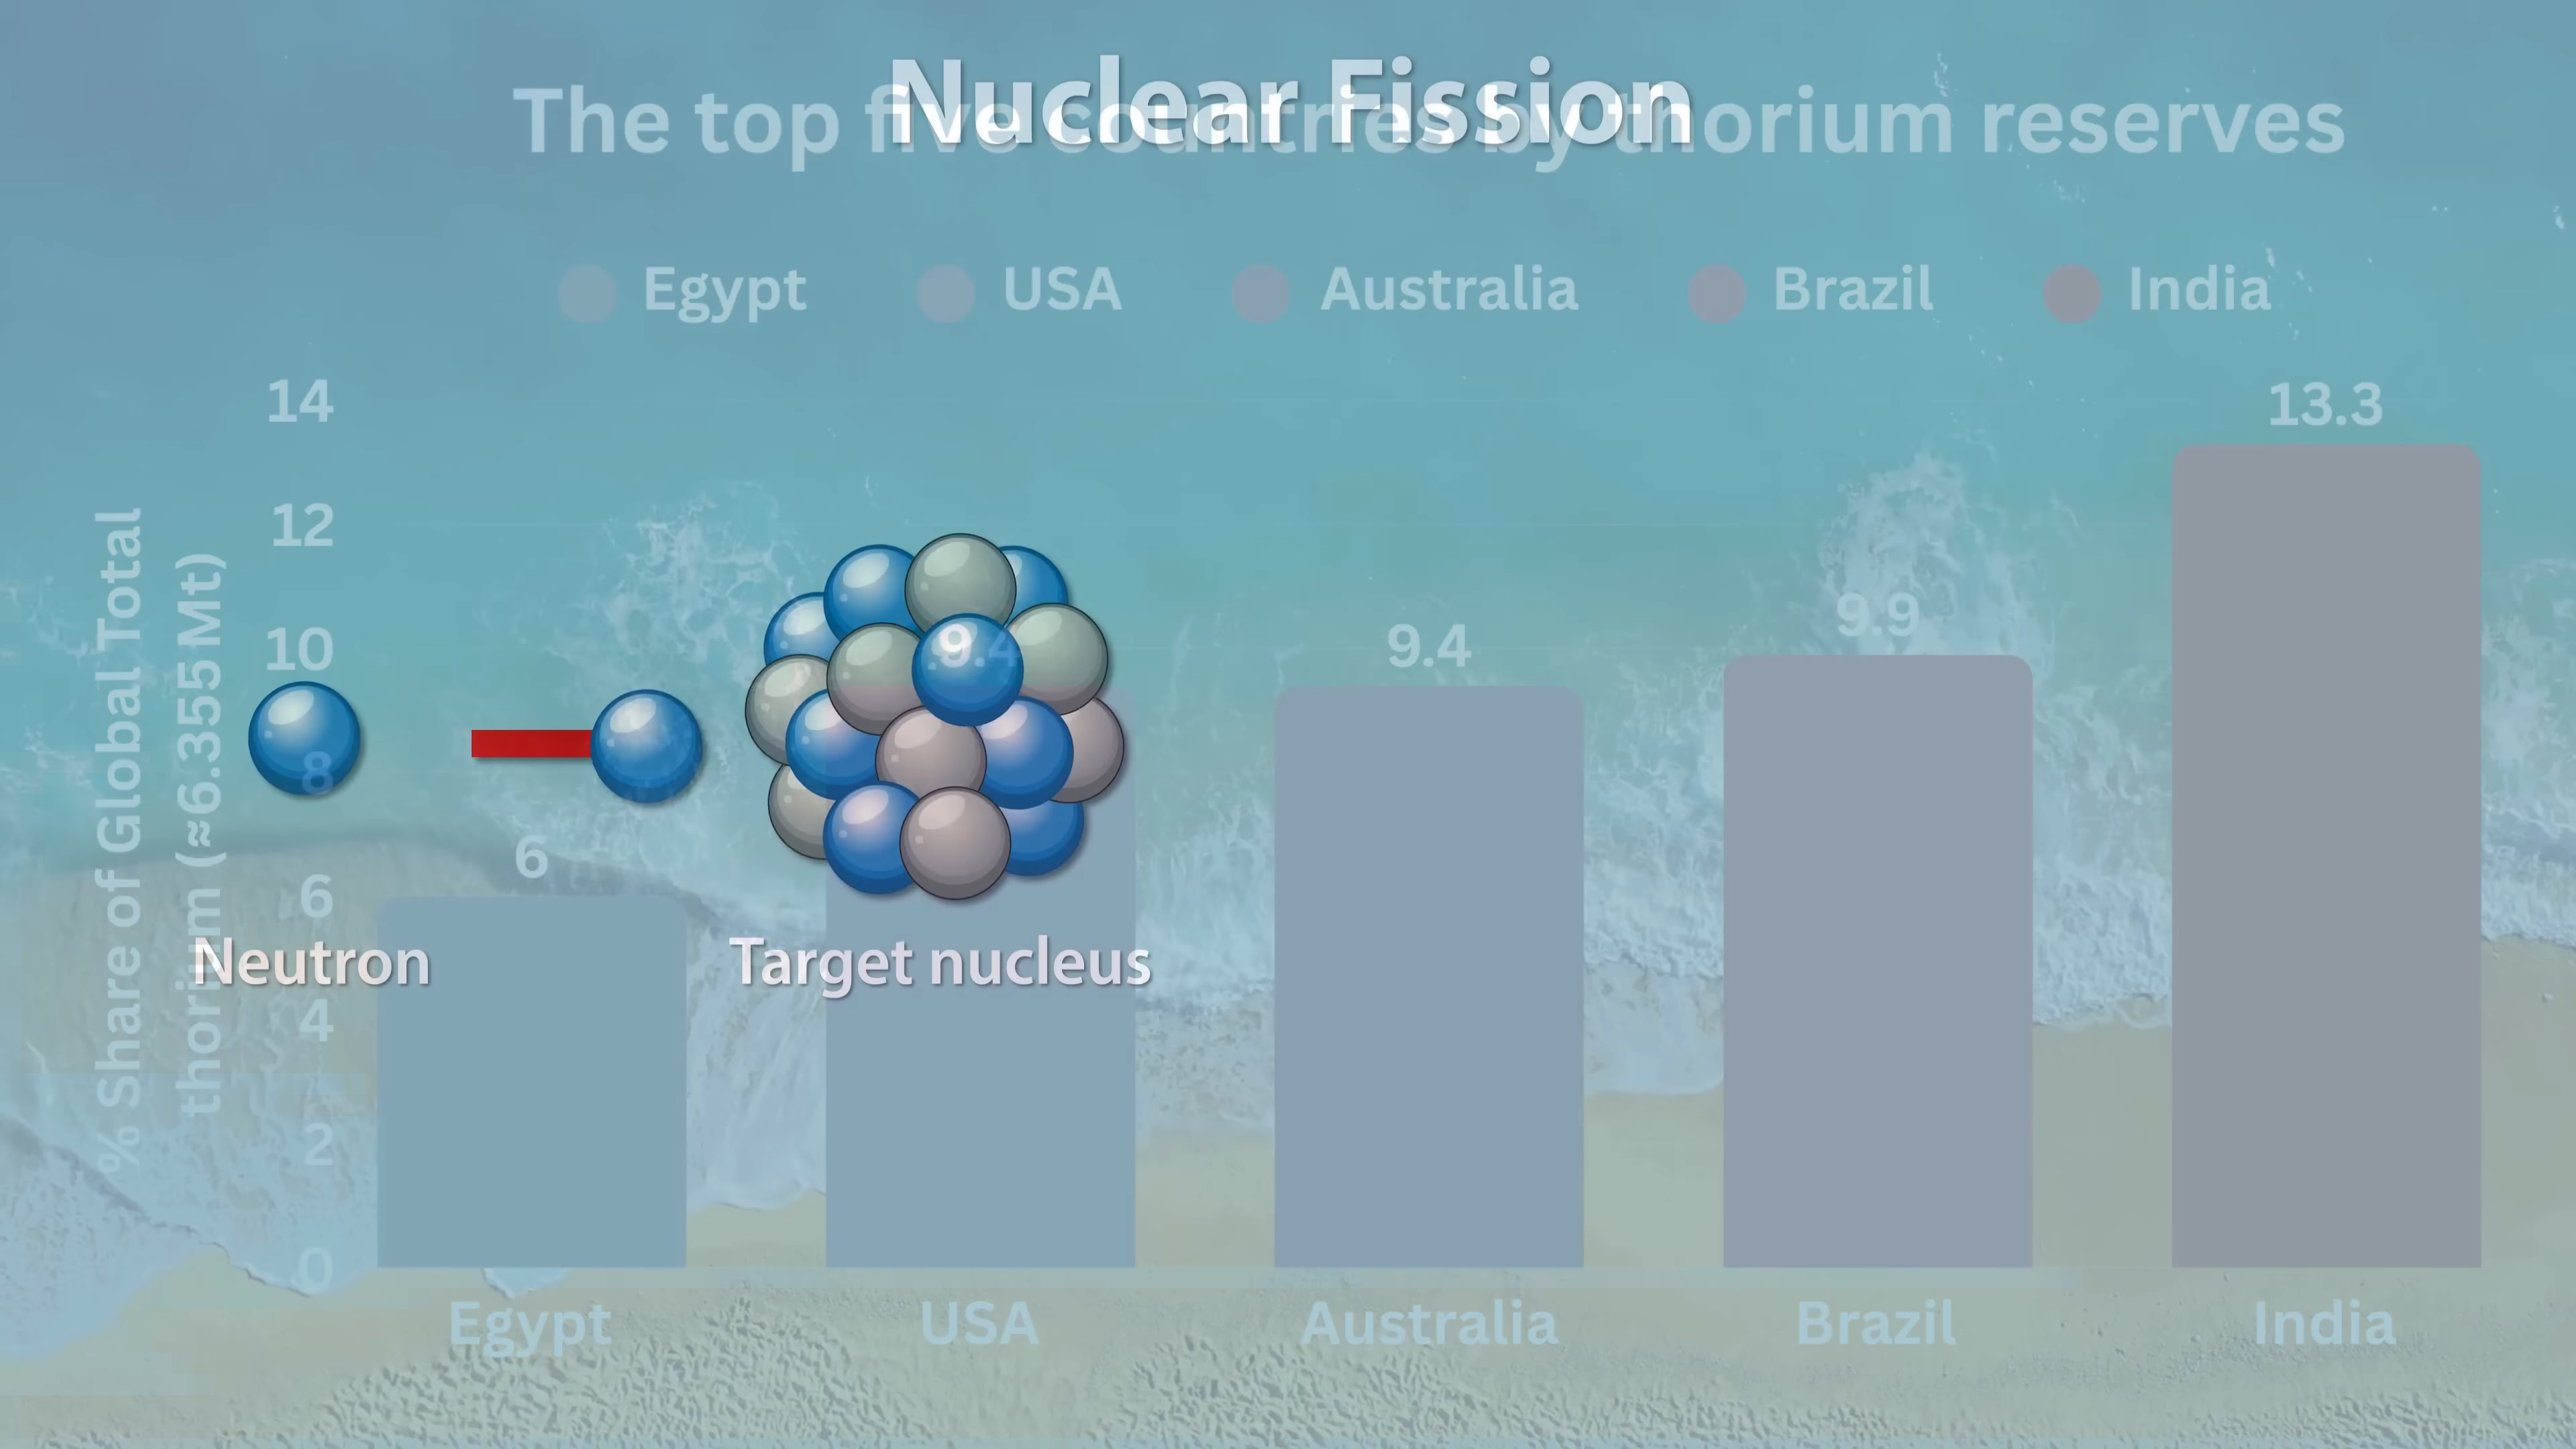 Nuclear Fission
The top five countries by thorium reserves
Egypt USA Australia Brazil India
14
12
10
8
6
4
2
0
% Share of Global Total
thorium (≈6.355 Mt)
6
9.4
9.4
9.9
13.3
Neutron
Target nucleus
Egypt USA Australia Brazil India